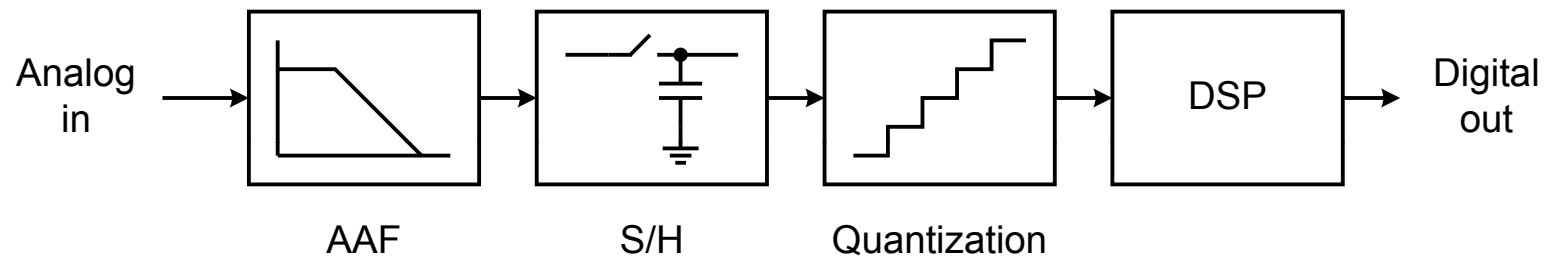 Analog
in
DSP
Digital
out
AAF
S/H
Quantization